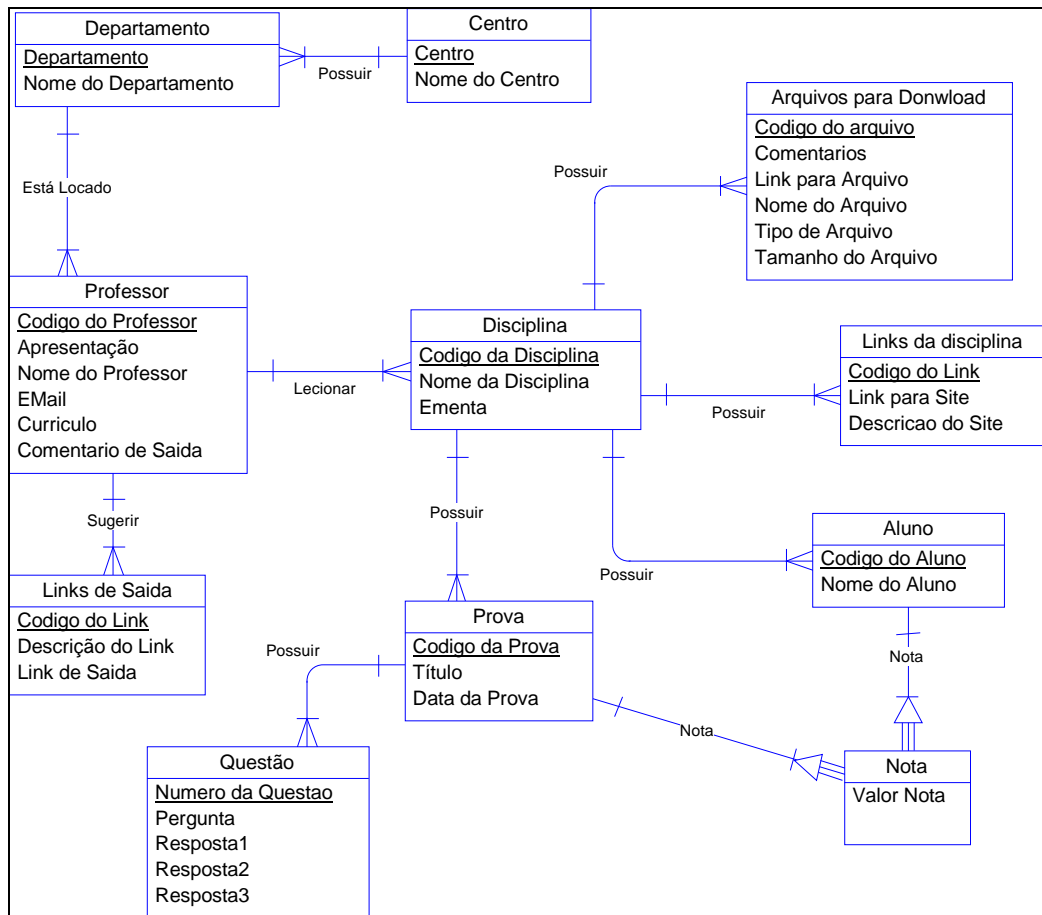 Departamento
Departamento
Nome do Departamento
Possuir
Centro
Centro
Nome do Centro
Está Locado
Arquivos para Donwload
Codigo do arquivo
Comentarios
Link para Arquivo
Nome do Arquivo
Tipo de Arquivo
Tamanho do Arquivo
Possuir
Professor
Codigo do Professor
Apresentação
Nome do Professor
EMail
Curriculo
Comentario de Saida
Lecionar
Disciplina
Codigo da Disciplina
Nome da Disciplina
Ementa
Possuir
Links da disciplina
Codigo do Link
Link para Site
Descricao do Site
Sugerir
Possuir
Possuir
Aluno
Codigo do Aluno
Nome do Aluno
Links de Saida
Codigo do Link
Descrição do Link
Link de Saida
Possuir
Prova
Codigo da Prova
Título
Data da Prova
Nota
Nota
Questão
Numero da Questao
Pergunta
Resposta1
Resposta2
Resposta3
Nota
Valor Nota